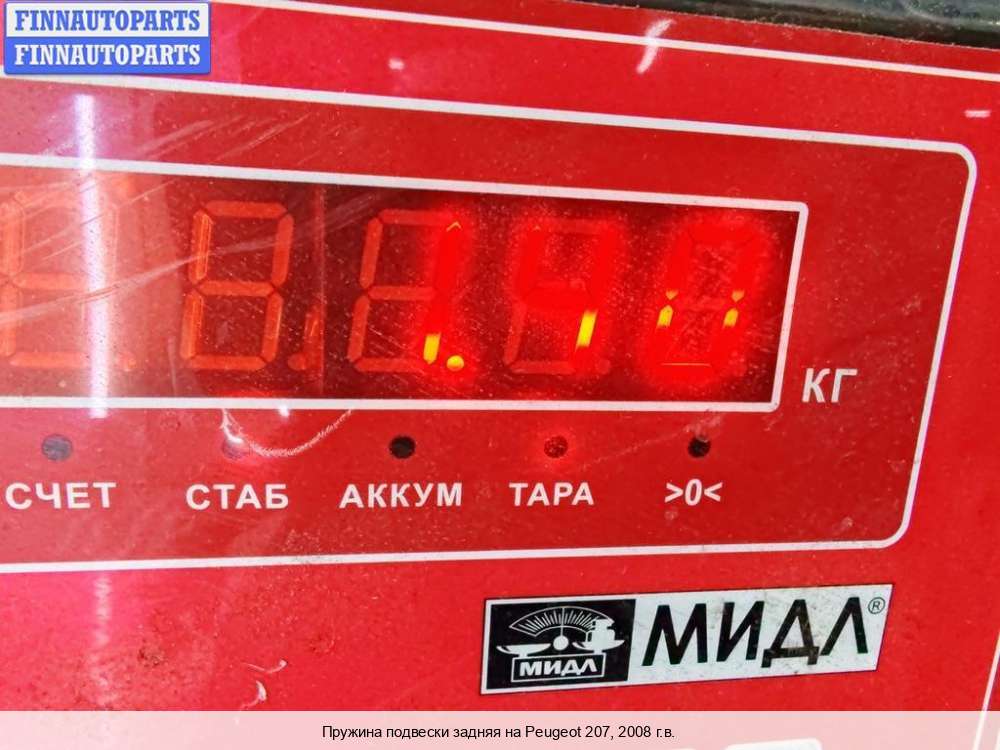 FINNAUTOPARTS
FINNAUTOPARTS
КГ
СЧЕТ СТАБ АККУМ ТАРА >0<
МИДЛ МИДЛ®
Пружина подвески задняя на Peugeot 207, 2008 г.в.